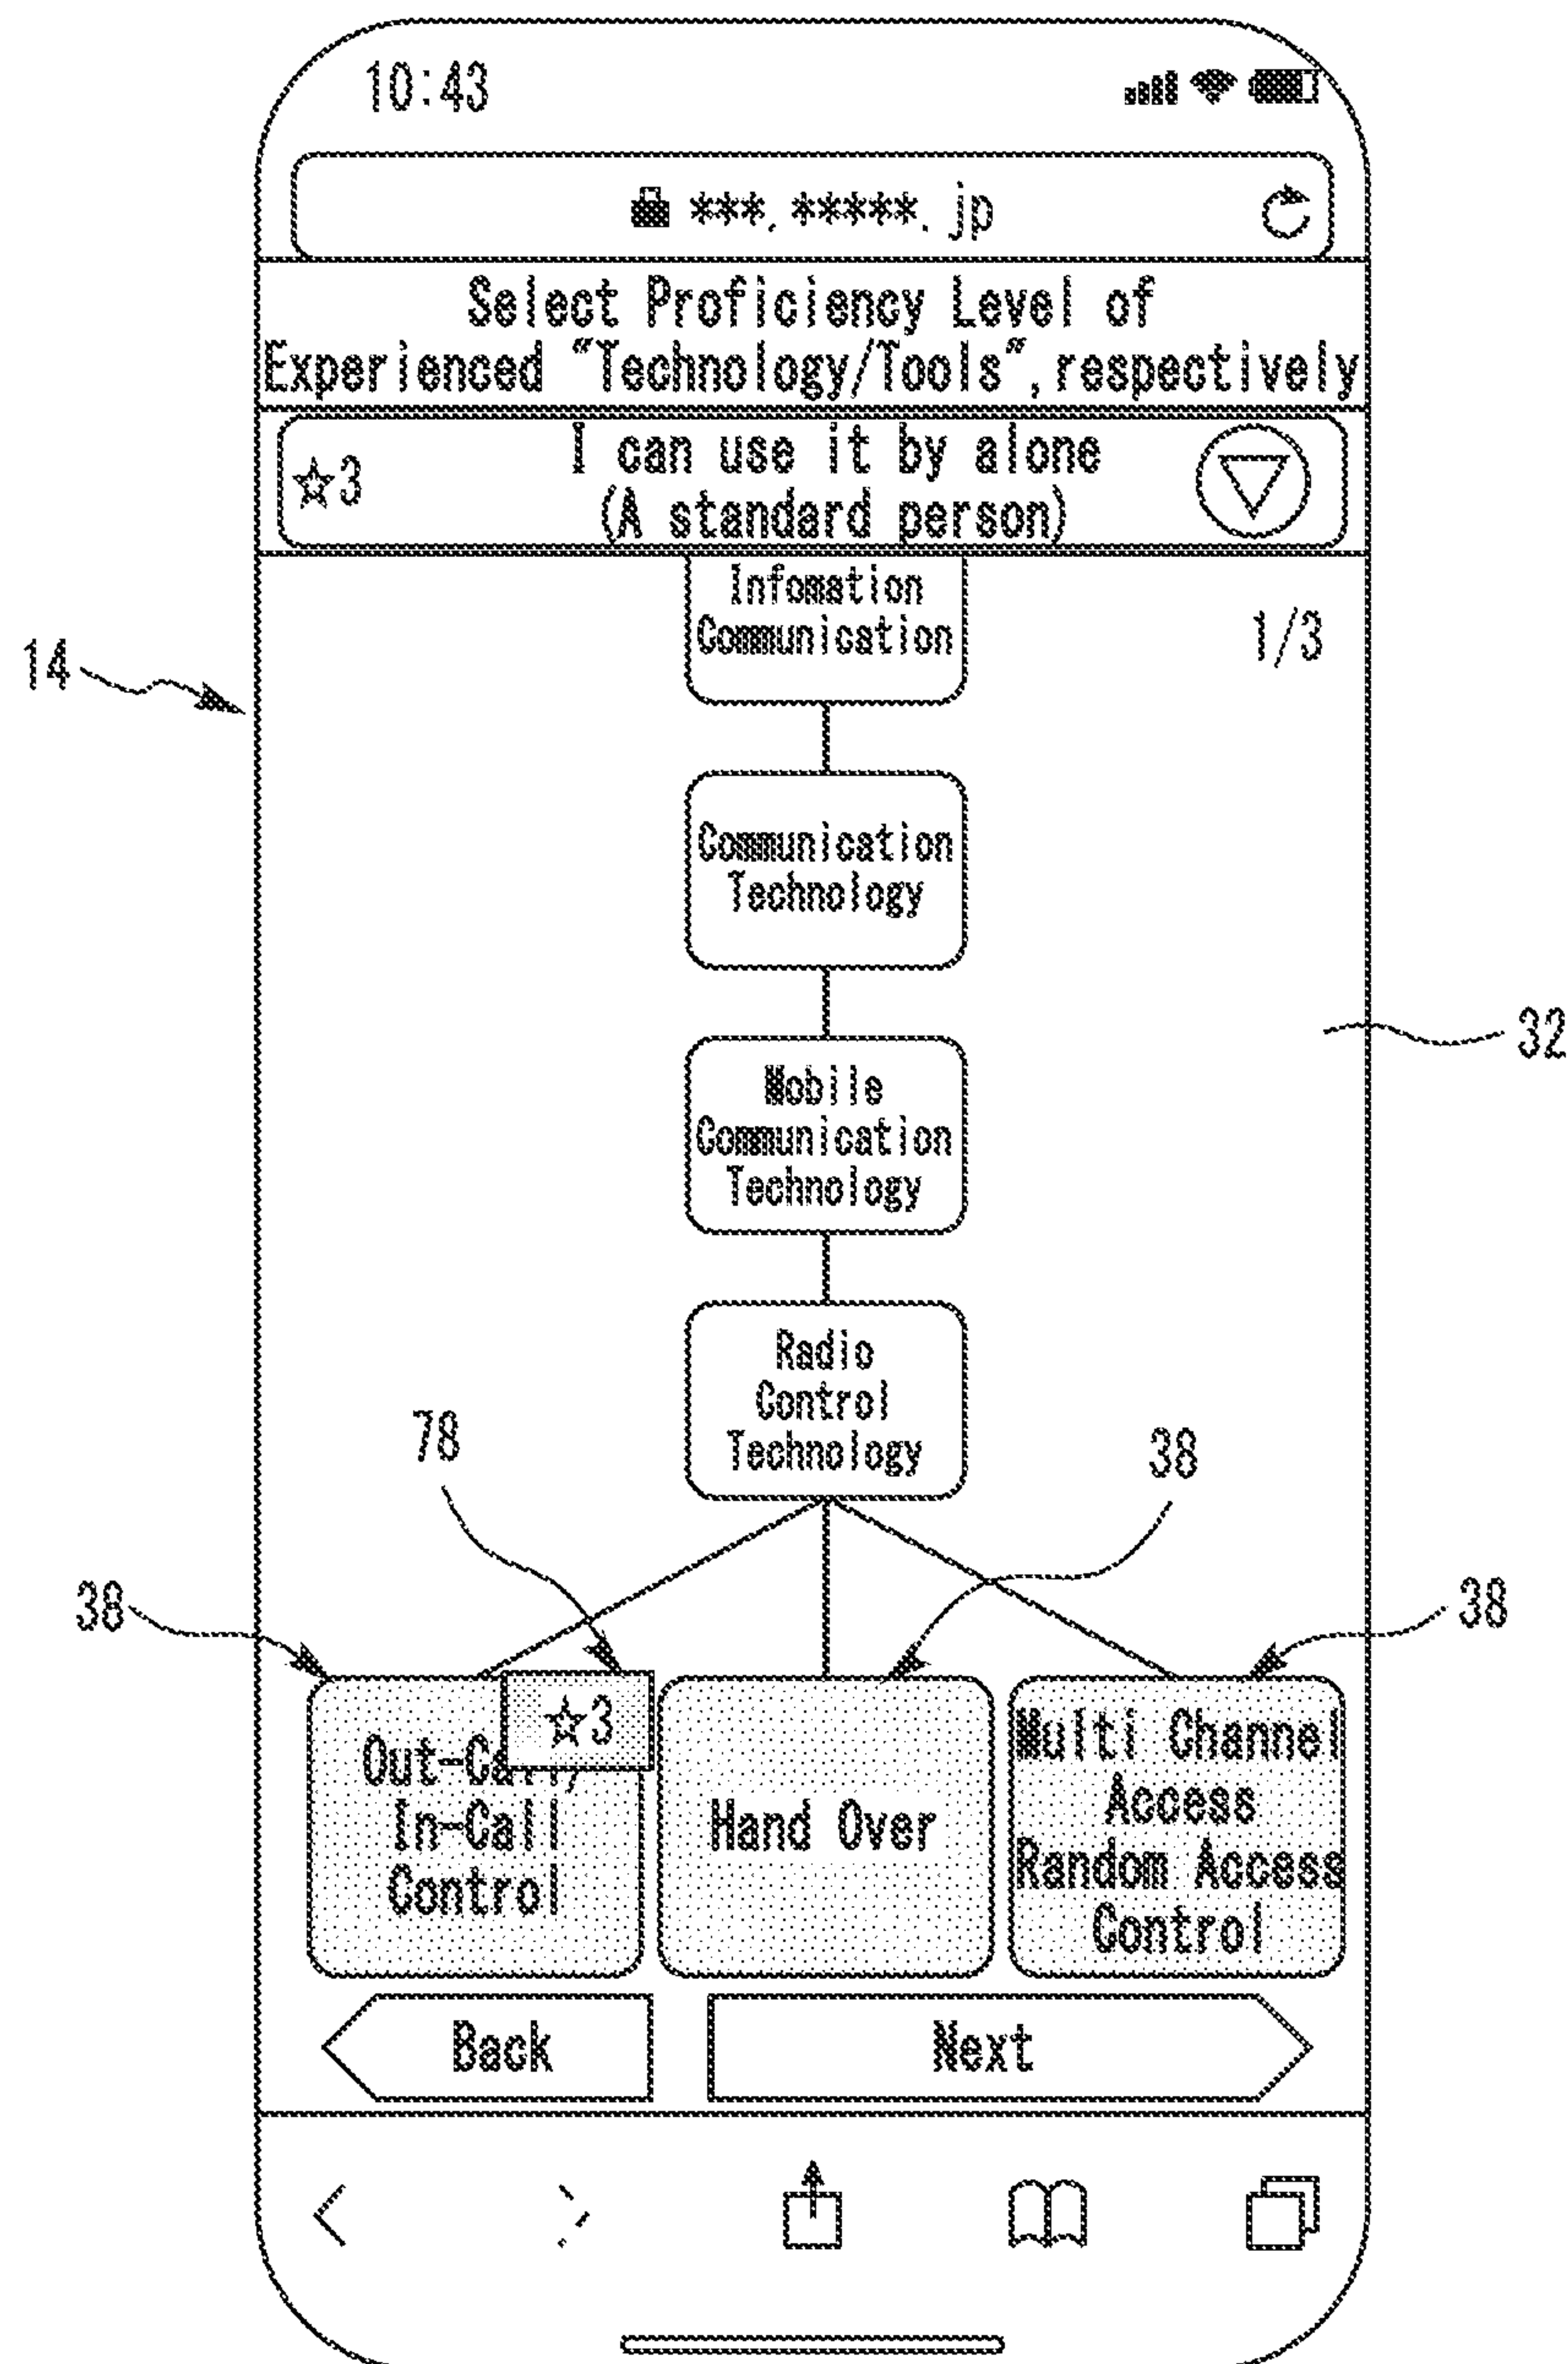 10:43
***.*****.jp
Select Proficiency Level of
Experienced "Technology/Tools", respectively
☆3
I can use it by alone
(A standard person)
Infomation
Communication
1/3
14
Communication
Technology
32
Mobile
Communication
Technology
Radio
Control
Technology
78
38
38
38
☆3
In-Call
Control
Hand Over
Multi Channel
Access
Random Access
Control
Back
Next